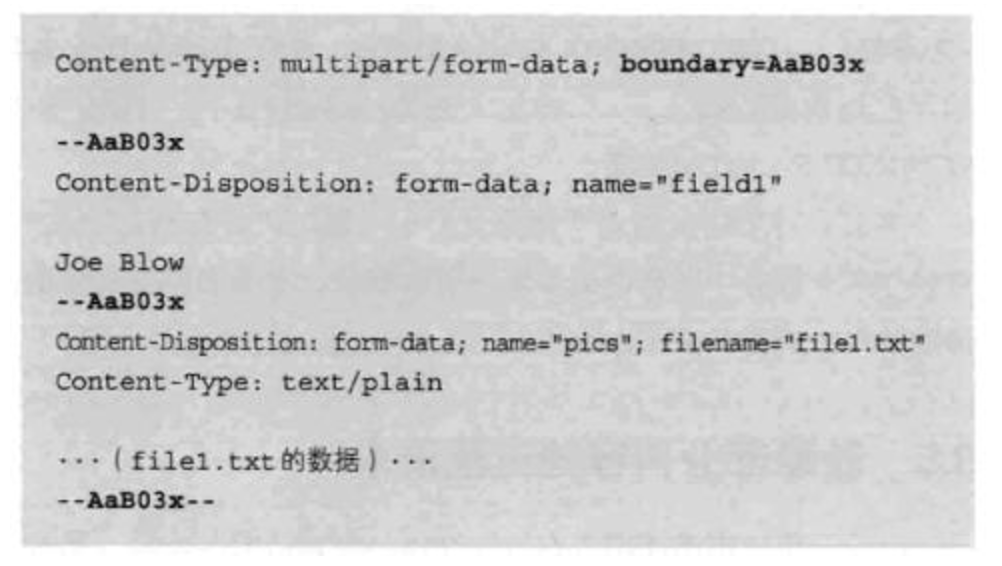 Content-Type: multipart/form-data; boundary=AaB03x
--AaB03x
Content-Disposition: form-data; name="field1"
Joe Blow
--AaB03x
Content-Disposition: form-data; name="pics"; filename="file1.txt"
Content-Type: text/plain
···(file1.txt的数据)···
--AaB03x--